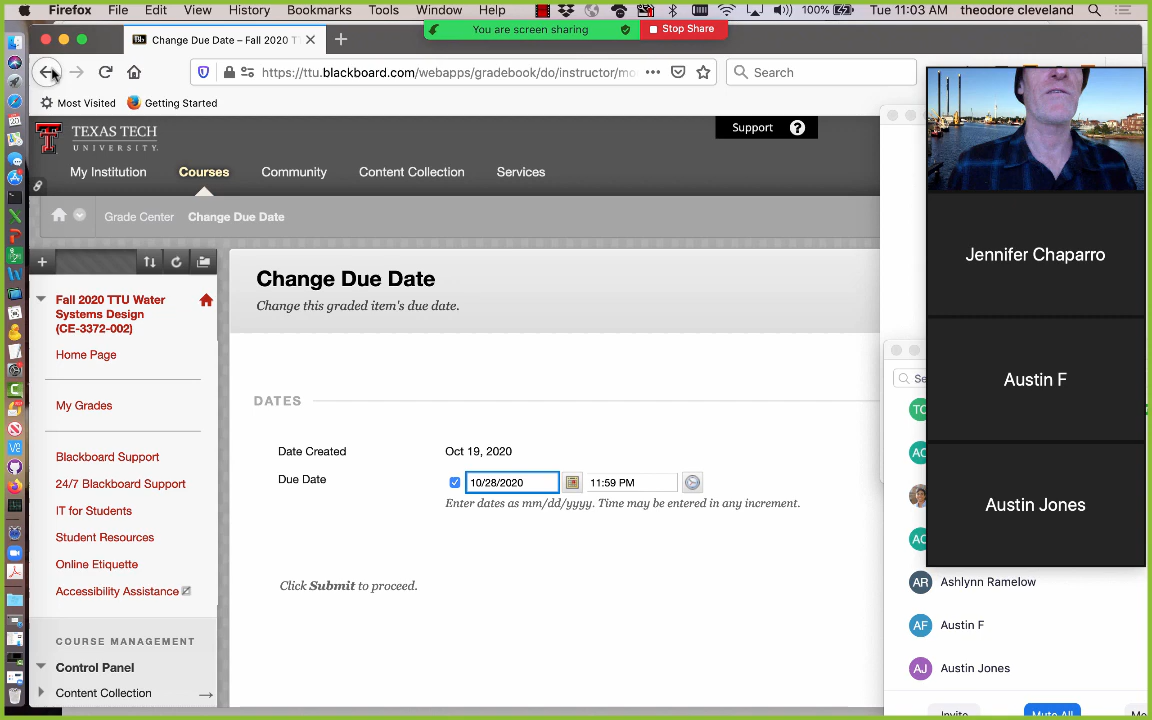 Firefox File Edit View History Bookmarks Tools Window Help 100% Tue 11:03 AM theodore cleveland
You are screen sharing Stop Share
Change Due Date – Fall 2020 T
https://ttu.blackboard.com/webapps/gradebook/do/instructor/mo
Search
Most Visited Getting Started
TEXAS TECH
UNIVERSITY.
Support ?
My Institution Courses Community Content Collection Services
Grade Center Change Due Date
Fall 2020 TTU Water
Systems Design
(CE-3372-002)
Home Page
My Grades
Blackboard Support
24/7 Blackboard Support
IT for Students
Student Resources
Online Etiquette
Accessibility Assistance
COURSE MANAGEMENT
Control Panel
Content Collection
Change Due Date
Change this graded item's due date.
DATES
Date Created Oct 19, 2020
Due Date 10/28/2020 11:59 PM
Enter dates as mm/dd/yyyy. Time may be entered in any increment.
Click Submit to proceed.
Jennifer Chaparro
Austin F
Austin Jones
Se
TC
AC
AC
AR Ashlynn Ramelow
AF Austin F
AJ Austin Jones
Invite Mute All Mo